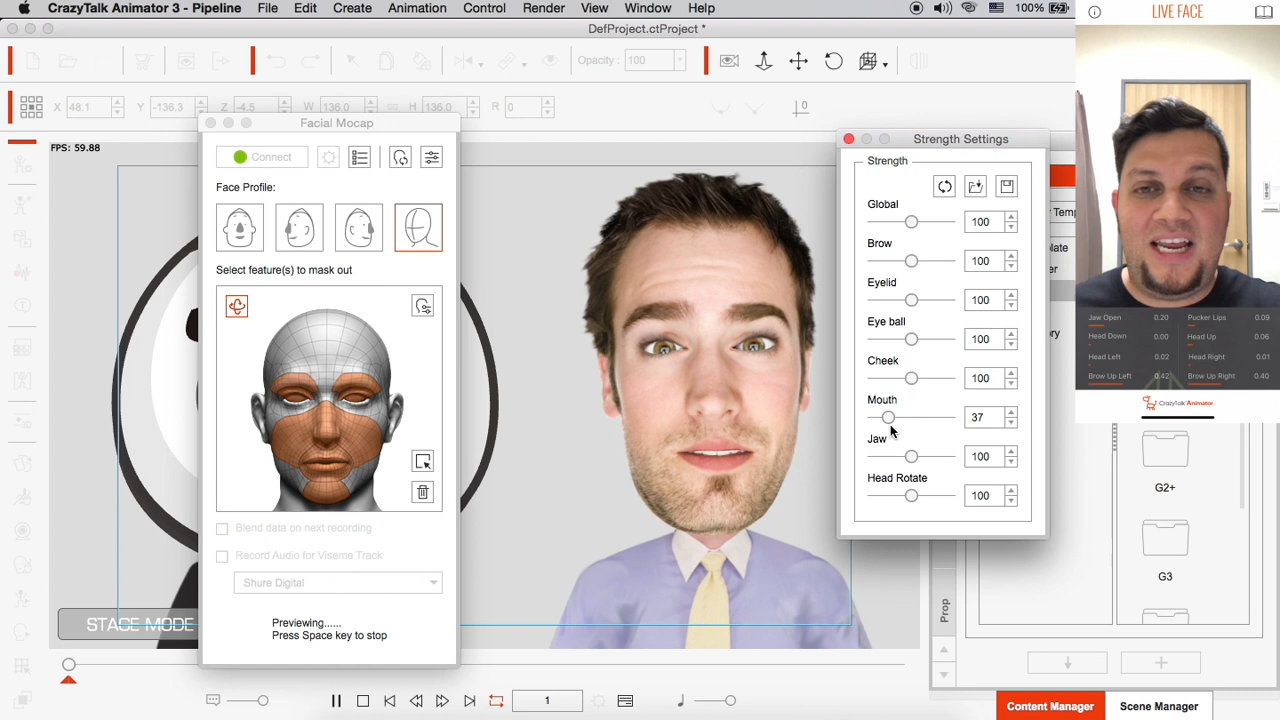 CrazyTalk Animator 3 - Pipeline File Edit Create Animation Control Render View Window Help 100%
DefProject.ctProject *
Opacity : 100
X 48.1 Y -136.3 Z -4.5 W 136.0 H 136.0 R 0
FPS: 59.88
Facial Mocap
Connect
Face Profile:
Select feature(s) to mask out
Blend data on next recording
Record Audio for Viseme Track
Shure Digital
Previewing......
Press Space key to stop
STAGE MODE
1
Strength Settings
Strength
Global
100
Brow
100
Eyelid
100
Eye ball
100
Cheek
100
Mouth
37
Jaw
100
Head Rotate
100
LIVE FACE
Jaw Open 0.20 Pucker Lips 0.09
Head Down 0.00 Head Up 0.06
Head Left 0.02 Head Right 0.01
Brow Up Left 0.42 Brow Up Right 0.40
CrazyTalk Animator
G2+
G3
Prop
Content Manager Scene Manager